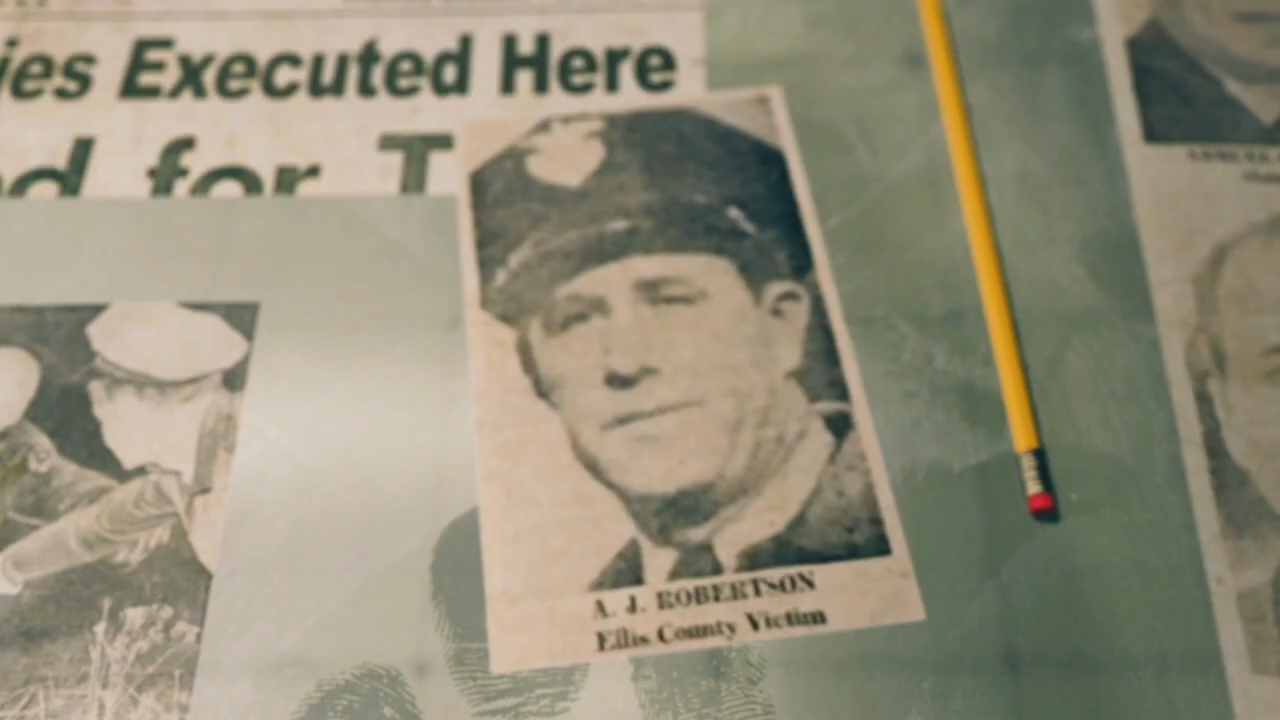 ies Executed Here
d for T
A. J. ROBERTSON
Ellis County Victim